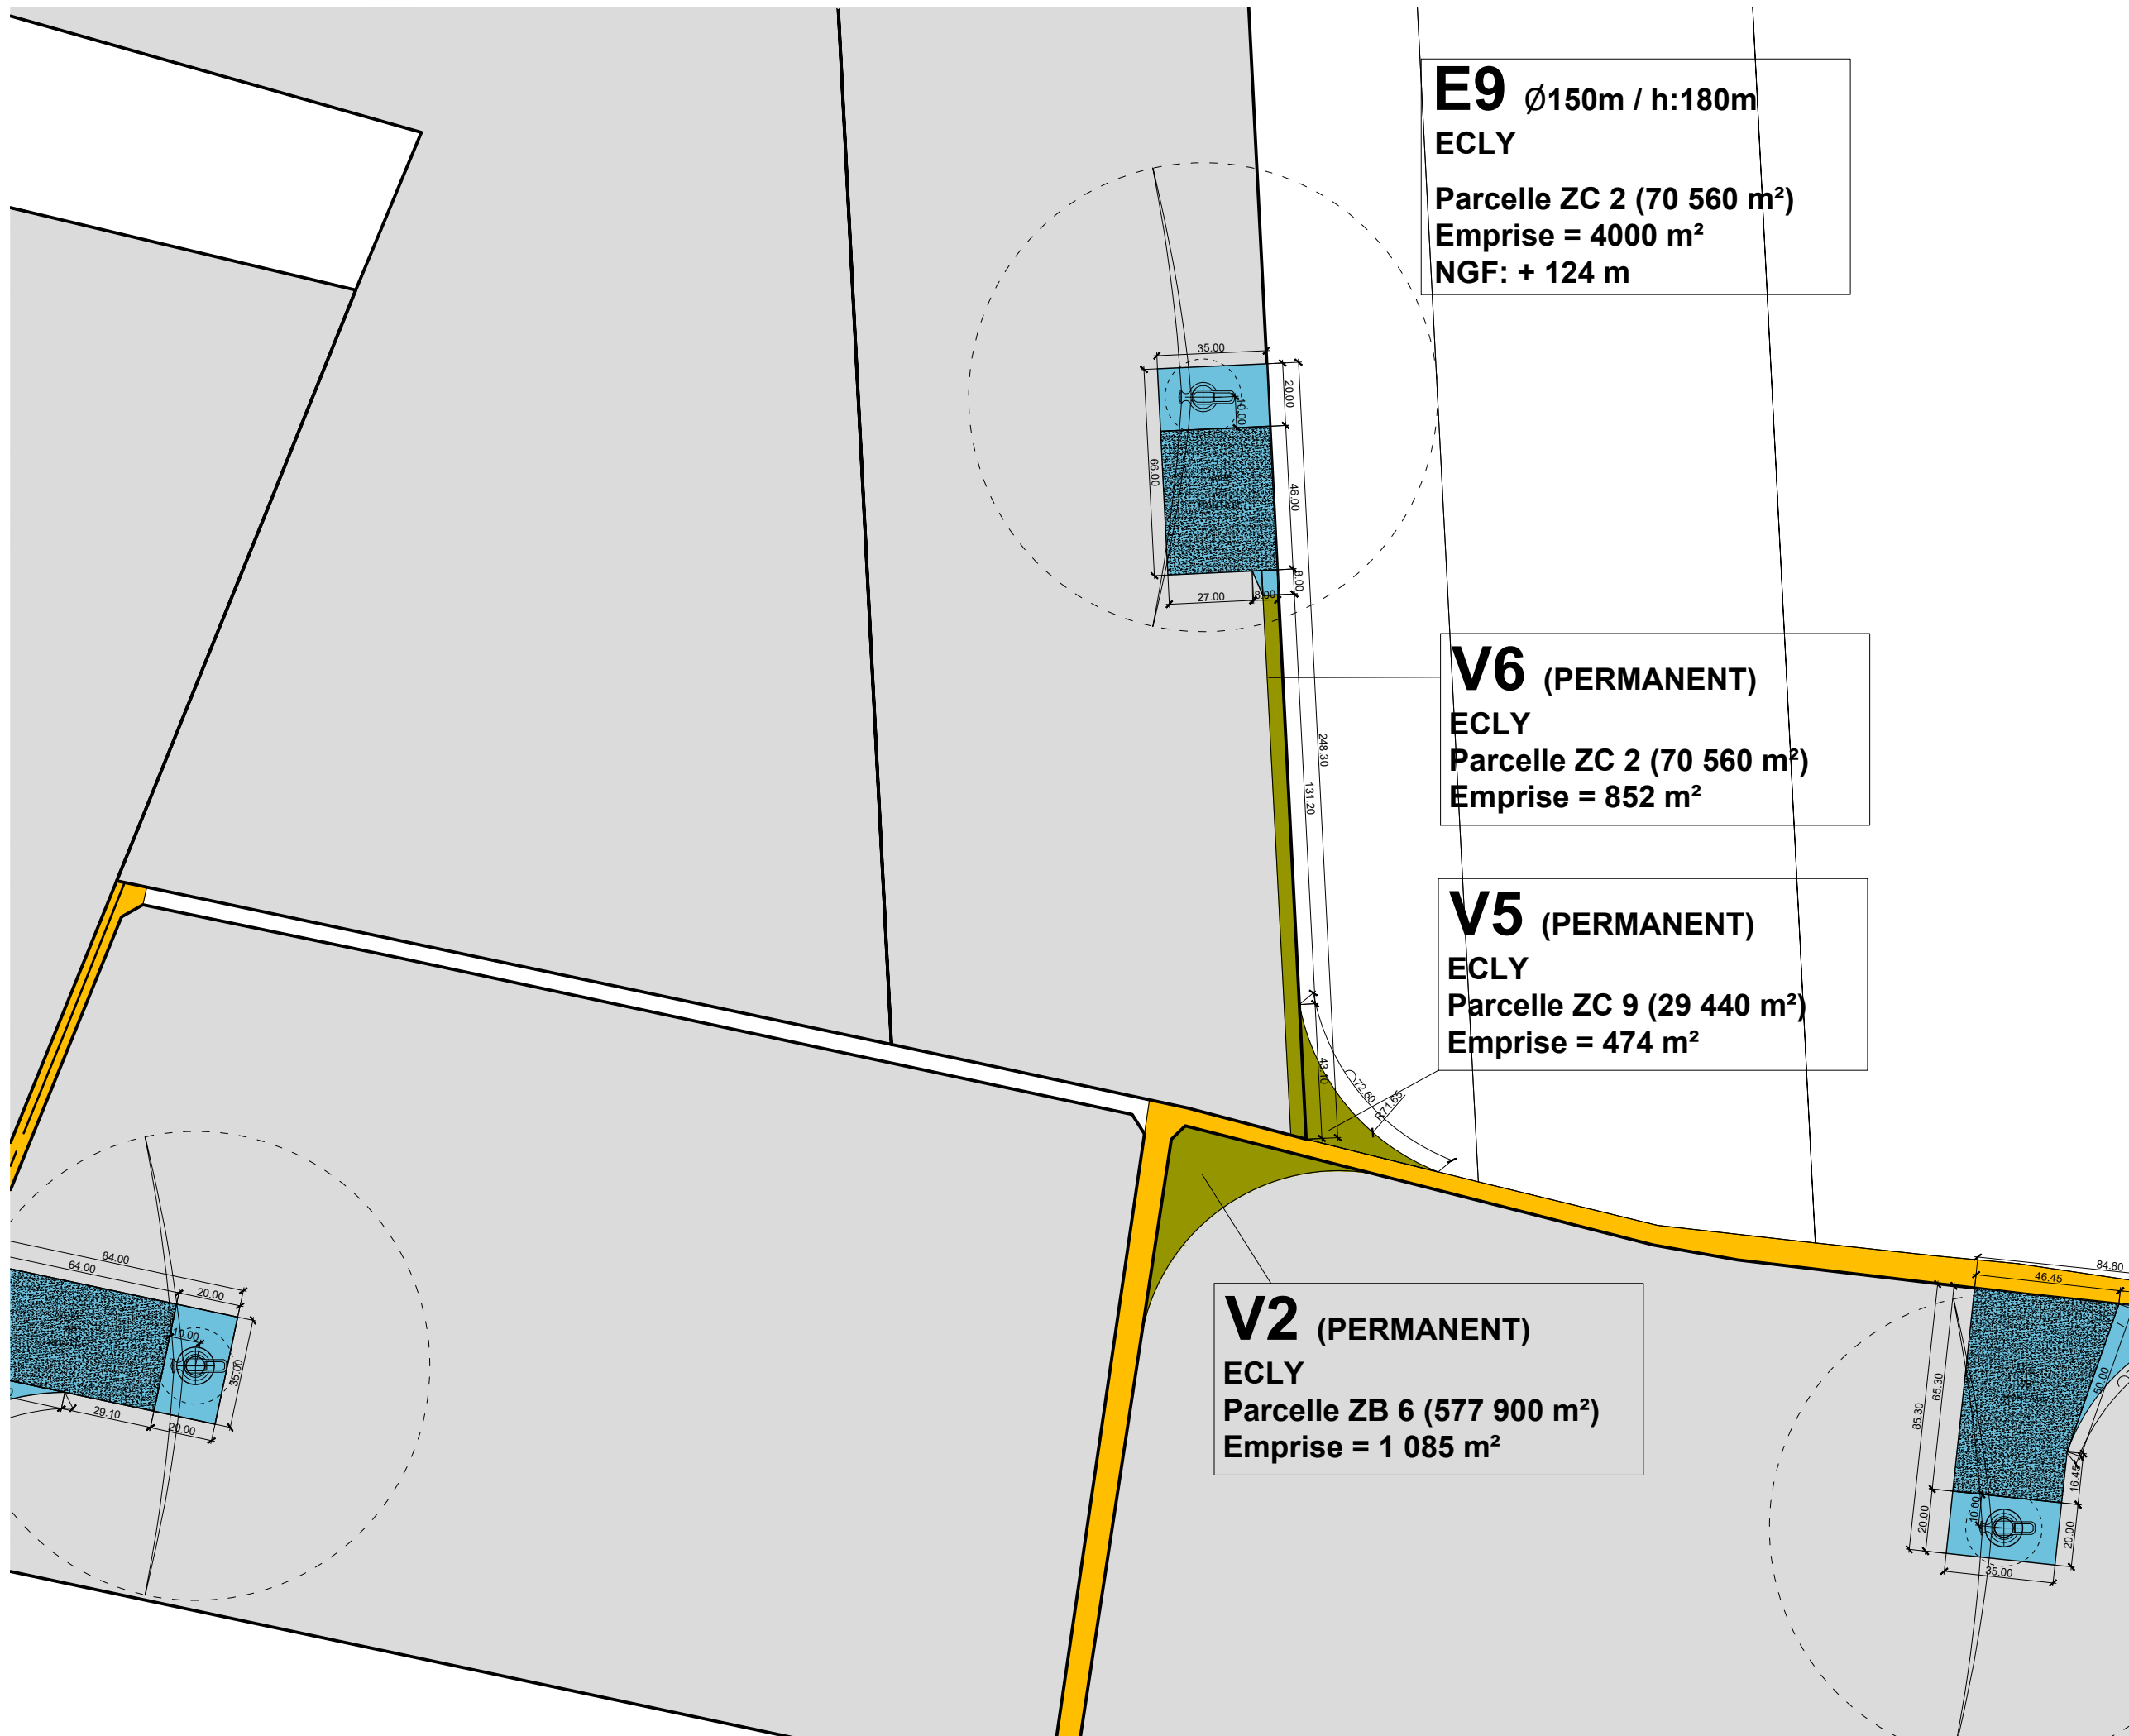 E9 Ø150m / h:180m
ECLY
Parcelle ZC 2 (70 560 m²)
Emprise = 4000 m²
NGF: + 124 m
35.00
20.00
10.00
66.00
46.00
8.00
27.00
8.00
V6 (PERMANENT)
ECLY
Parcelle ZC 2 (70 560 m²)
Emprise = 852 m²
248.30
131.20
V5 (PERMANENT)
ECLY
Parcelle ZC 9 (29 440 m²)
Emprise = 474 m²
43.10
72.60
R71.65
V2 (PERMANENT)
ECLY
Parcelle ZB 6 (577 900 m²)
Emprise = 1 085 m²
84.00
64.00
20.00
10.00
35.00
29.10
20.00
84.80
46.45
65.30
85.30
50.00
16.45
10.00
20.00
20.00
35.00